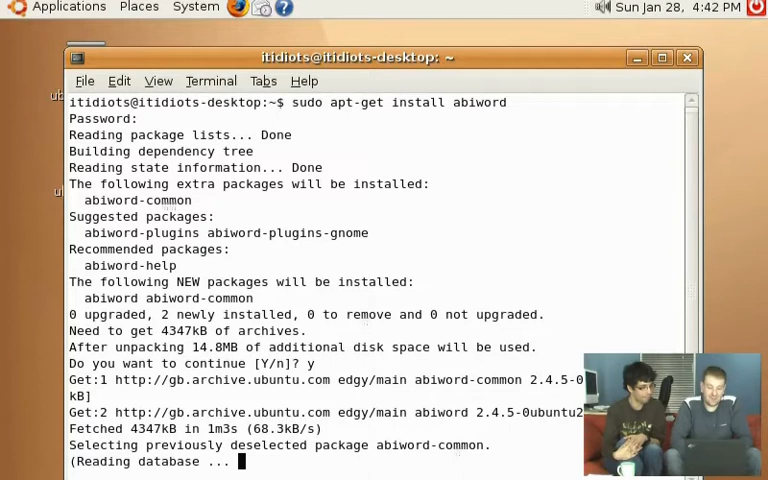 Applications Places System Sun Jan 28, 4:42 PM
itidiots@itidiots-desktop: ~
File Edit View Terminal Tabs Help
itidiots@itidiots-desktop:~$ sudo apt-get install abiword
Password:
Reading package lists... Done
Building dependency tree
Reading state information... Done
The following extra packages will be installed:
abiword-common
Suggested packages:
abiword-plugins abiword-plugins-gnome
Recommended packages:
abiword-help
The following NEW packages will be installed:
abiword abiword-common
0 upgraded, 2 newly installed, 0 to remove and 0 not upgraded.
Need to get 4347kB of archives.
After unpacking 14.8MB of additional disk space will be used.
Do you want to continue [Y/n]? y
Get:1 http://gb.archive.ubuntu.com edgy/main abiword-common 2.4.5-0
kB]
Get:2 http://gb.archive.ubuntu.com edgy/main abiword 2.4.5-0ubuntu2
Fetched 4347kB in 1m3s (68.3kB/s)
Selecting previously deselected package abiword-common.
(Reading database ...